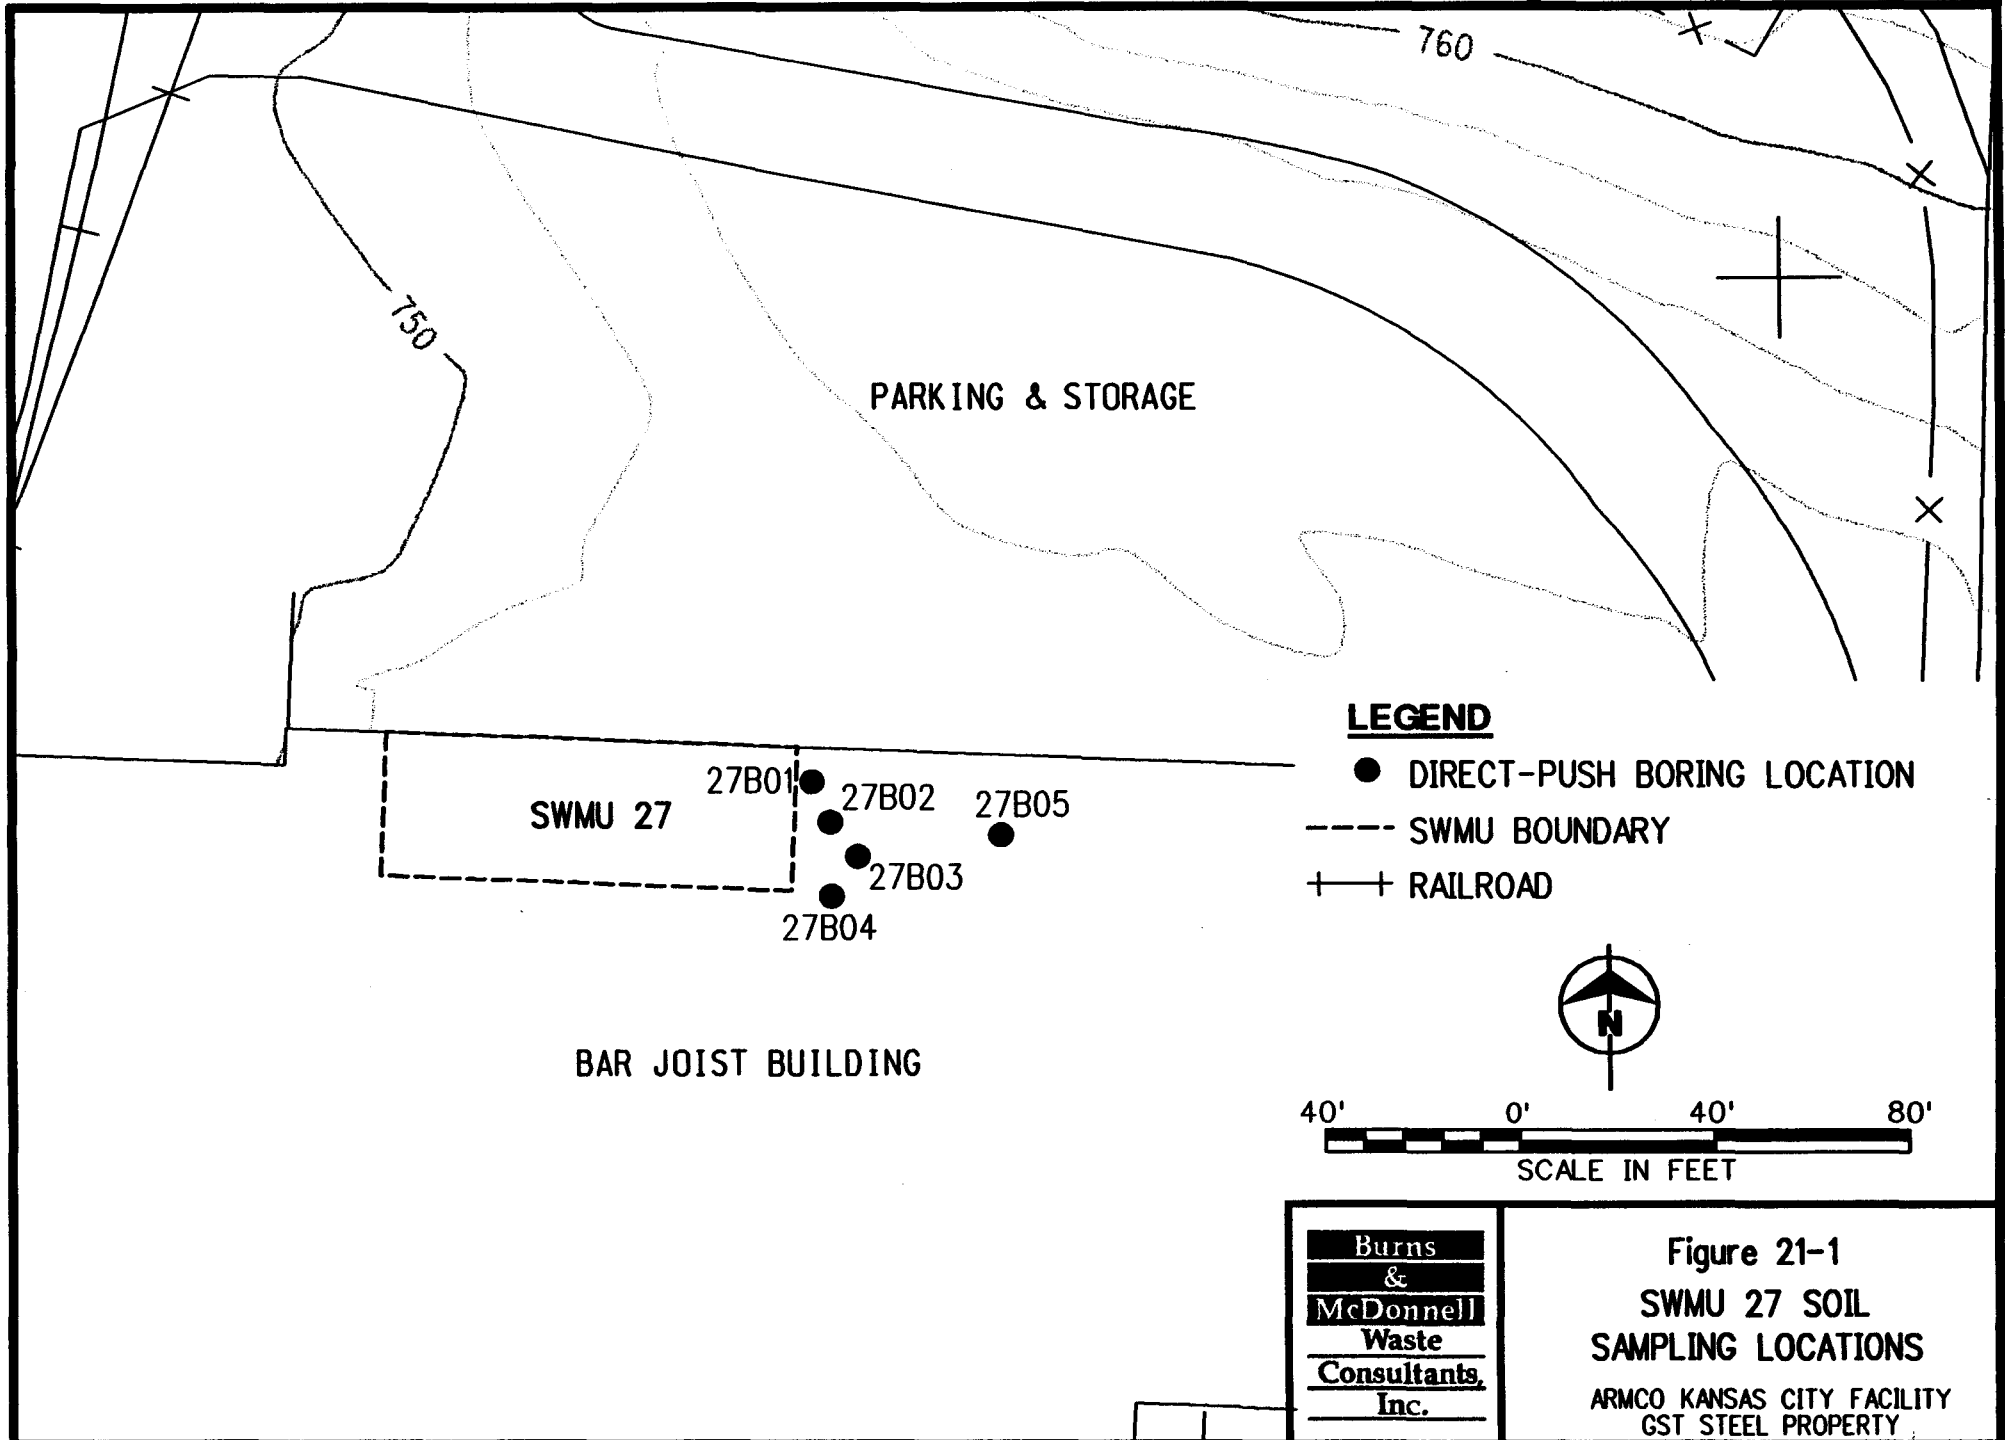 760
750
PARKING & STORAGE
LEGEND
DIRECT-PUSH BORING LOCATION
SWMU BOUNDARY
RAILROAD
27B01
27B02
27B05
SWMU 27
27B03
27B04
BAR JOIST BUILDING
N
40' 0' 40' 80'
SCALE IN FEET
Burns
&
McDonnell
Waste
Consultants,
Inc.
Figure 21-1
SWMU 27 SOIL
SAMPLING LOCATIONS
ARMCO KANSAS CITY FACILITY
GST STEEL PROPERTY